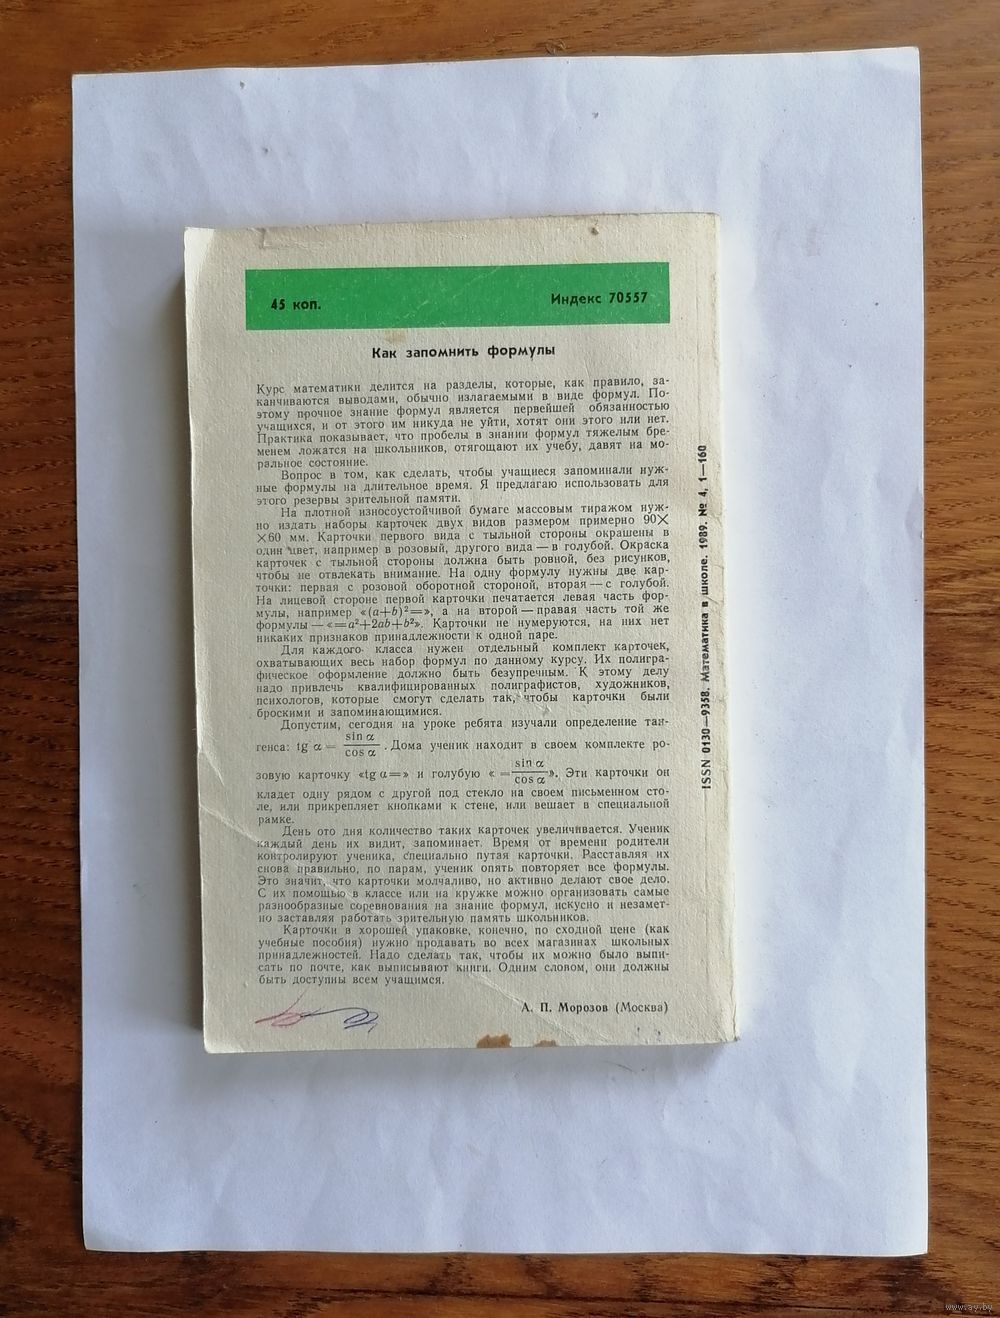 45 коп.
Индекс 70557
Как запомнить формулы
Курс математики делится на разделы, которые, как правило, за-
канчиваются выводами, обычно излагаемыми в виде формул. По-
этому прочное знание формул является первейшей обязанностью
учащихся, и от этого им никуда не уйти, хотят они этого или нет.
Практика показывает, что пробелы в знании формул тяжелым бре-
менем ложатся на школьников, отягощают их учебу, давят на мо-
ральное состояние.
Вопрос в том, как сделать, чтобы учащиеся запоминали нуж-
ные формулы на длительное время. Я предлагаю использовать для
этого резервы зрительной памяти.
На плотной износоустойчивой бумаге массовым тиражом нуж-
но издать наборы карточек двух видов размером примерно 90×
×60 мм. Карточки первого вида с тыльной стороны окрашены в
один цвет, например в розовый, другого вида — в голубой. Окраска
карточек с тыльной стороны должна быть ровной, без рисунков,
чтобы не отвлекать внимание. На одну формулу нужны две кар-
точки: первая с розовой оборотной стороной, вторая — с голубой.
На лицевой стороне первой карточки печатается левая часть фор-
мулы, например «(a+b)²=», а на второй — правая часть той же
формулы — «=a²+2ab+b²». Карточки не нумеруются, на них нет
никаких признаков принадлежности к одной паре.
Для каждого класса нужен отдельный комплект карточек,
охватывающих весь набор формул по данному курсу. Их полигра-
фическое оформление должно быть безупречным. К этому делу
надо привлечь квалифицированных полиграфистов, художников,
психологов, которые смогут сделать так, чтобы карточки были
броскими и запоминающимися.
Допустим, сегодня на уроке ребята изучали определение тан-
генса: tg α = sin α / cos α . Дома ученик находит в своем комплекте ро-
зовую карточку «tg α=» и голубую « = sin α / cos α ». Эти карточки он
кладет одну рядом с другой под стекло на своем письменном сто-
ле, или прикрепляет кнопками к стене, или вешает в специальной
рамке.
День ото дня количество таких карточек увеличивается. Ученик
каждый день их видит, запоминает. Время от времени родители
контролируют ученика, специально путая карточки. Расставляя их
снова правильно, по парам, ученик опять повторяет все формулы.
Это значит, что карточки молчаливо, но активно делают свое дело.
С их помощью в классе или на кружке можно организовать самые
разнообразные соревнования на знание формул, искусно и незамет-
но заставляя работать зрительную память школьников.
Карточки в хорошей упаковке, конечно, по сходной цене (как
учебные пособия) нужно продавать во всех магазинах школьных
принадлежностей. Надо сделать так, чтобы их можно было выпи-
сать по почте, как выписывают книги. Одним словом, они должны
быть доступны всем учащимся.
А. П. Морозов (Москва)
ISSN 0130—9358. Математика в школе. 1989. № 4, 1—160
www.ay.by